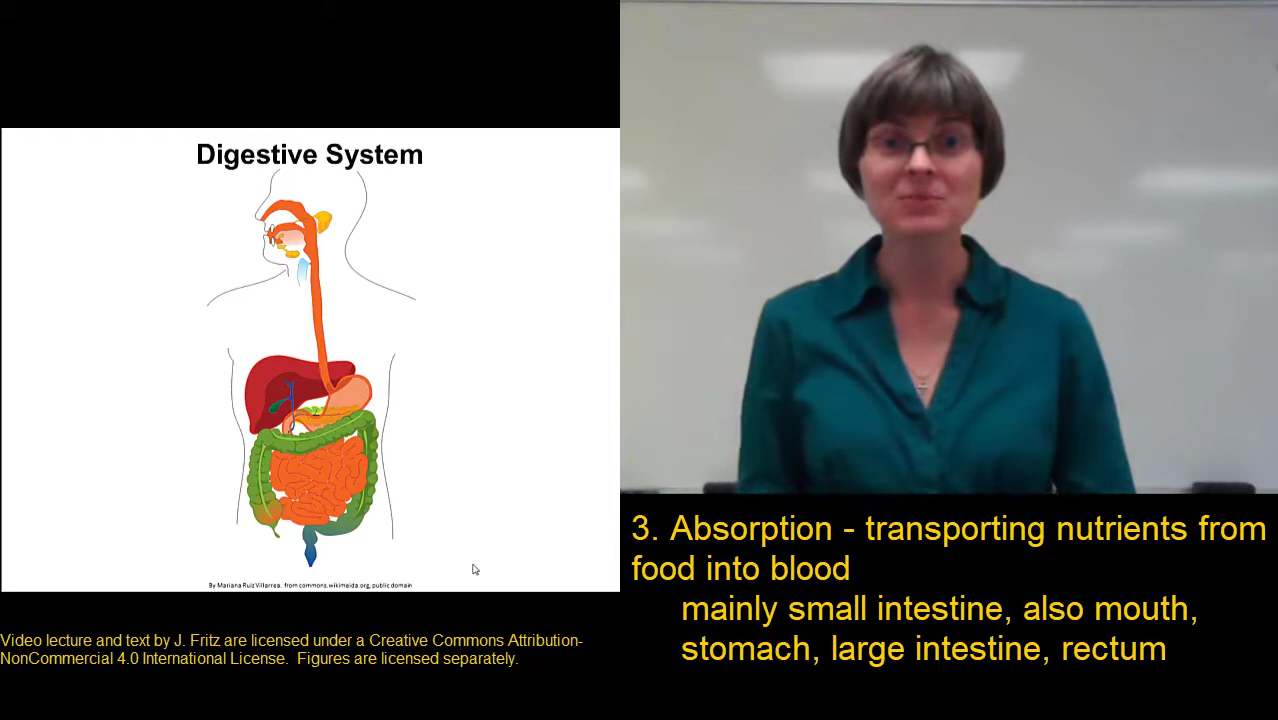 Digestive System
By Mariana Ruiz Villarrea. from commons.wikimeida.org, public domain
Video lecture and text by J. Fritz are licensed under a Creative Commons Attribution-
NonCommercial 4.0 International License.  Figures are licensed separately.
3. Absorption - transporting nutrients from
food into blood
mainly small intestine, also mouth,
stomach, large intestine, rectum